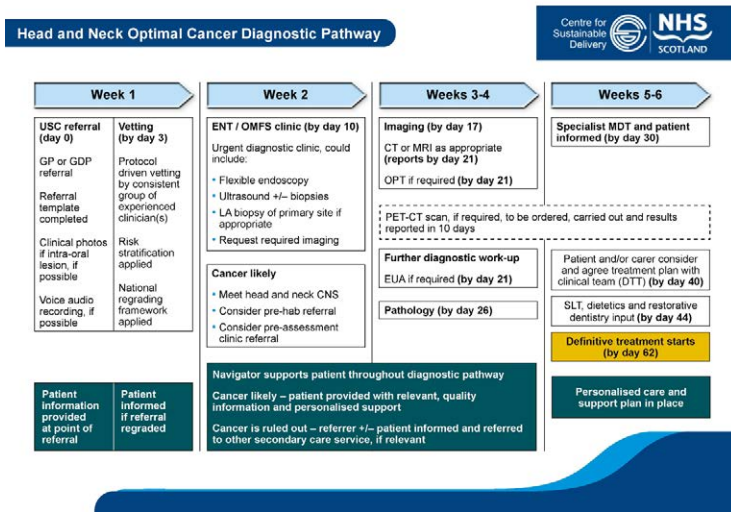 Head and Neck Optimal Cancer Diagnostic Pathway
Centre for
Sustainable
Delivery
NHS
SCOTLAND
Week 1
Week 2
Weeks 3-4
Weeks 5-6
USC referral
(day 0)
GP or GDP
referral
Referral
template
completed
Clinical photos
if intra-oral
lesion, if
possible
Voice audio
recording, if
possible
Vetting
(by day 3)
Protocol
driven vetting
by consistent
group of
experienced
clinician(s)
Risk
stratification
applied
National
regrading
framework
applied
Patient
information
provided
at point of
referral
Patient
informed
if referral
regraded
ENT / OMFS clinic (by day 10)
Urgent diagnostic clinic, could
include:
• Flexible endoscopy
• Ultrasound +/– biopsies
• LA biopsy of primary site if
appropriate
• Request required imaging
Cancer likely
• Meet head and neck CNS
• Consider pre-hab referral
• Consider pre-assessment
clinic referral
Imaging (by day 17)
CT or MRI as appropriate
(reports by day 21)
OPT if required (by day 21)
PET-CT scan, if required, to be ordered, carried out and results
reported in 10 days
Further diagnostic work-up
EUA if required (by day 21)
Pathology (by day 26)
Navigator supports patient throughout diagnostic pathway
Cancer likely – patient provided with relevant, quality
information and personalised support
Cancer is ruled out – referrer +/– patient informed and referred
to other secondary care service, if relevant
Specialist MDT and patient
informed (by day 30)
Patient and/or carer consider
and agree treatment plan with
clinical team (DTT) (by day 40)
SLT, dietetics and restorative
dentistry input (by day 44)
Definitive treatment starts
(by day 62)
Personalised care and
support plan in place